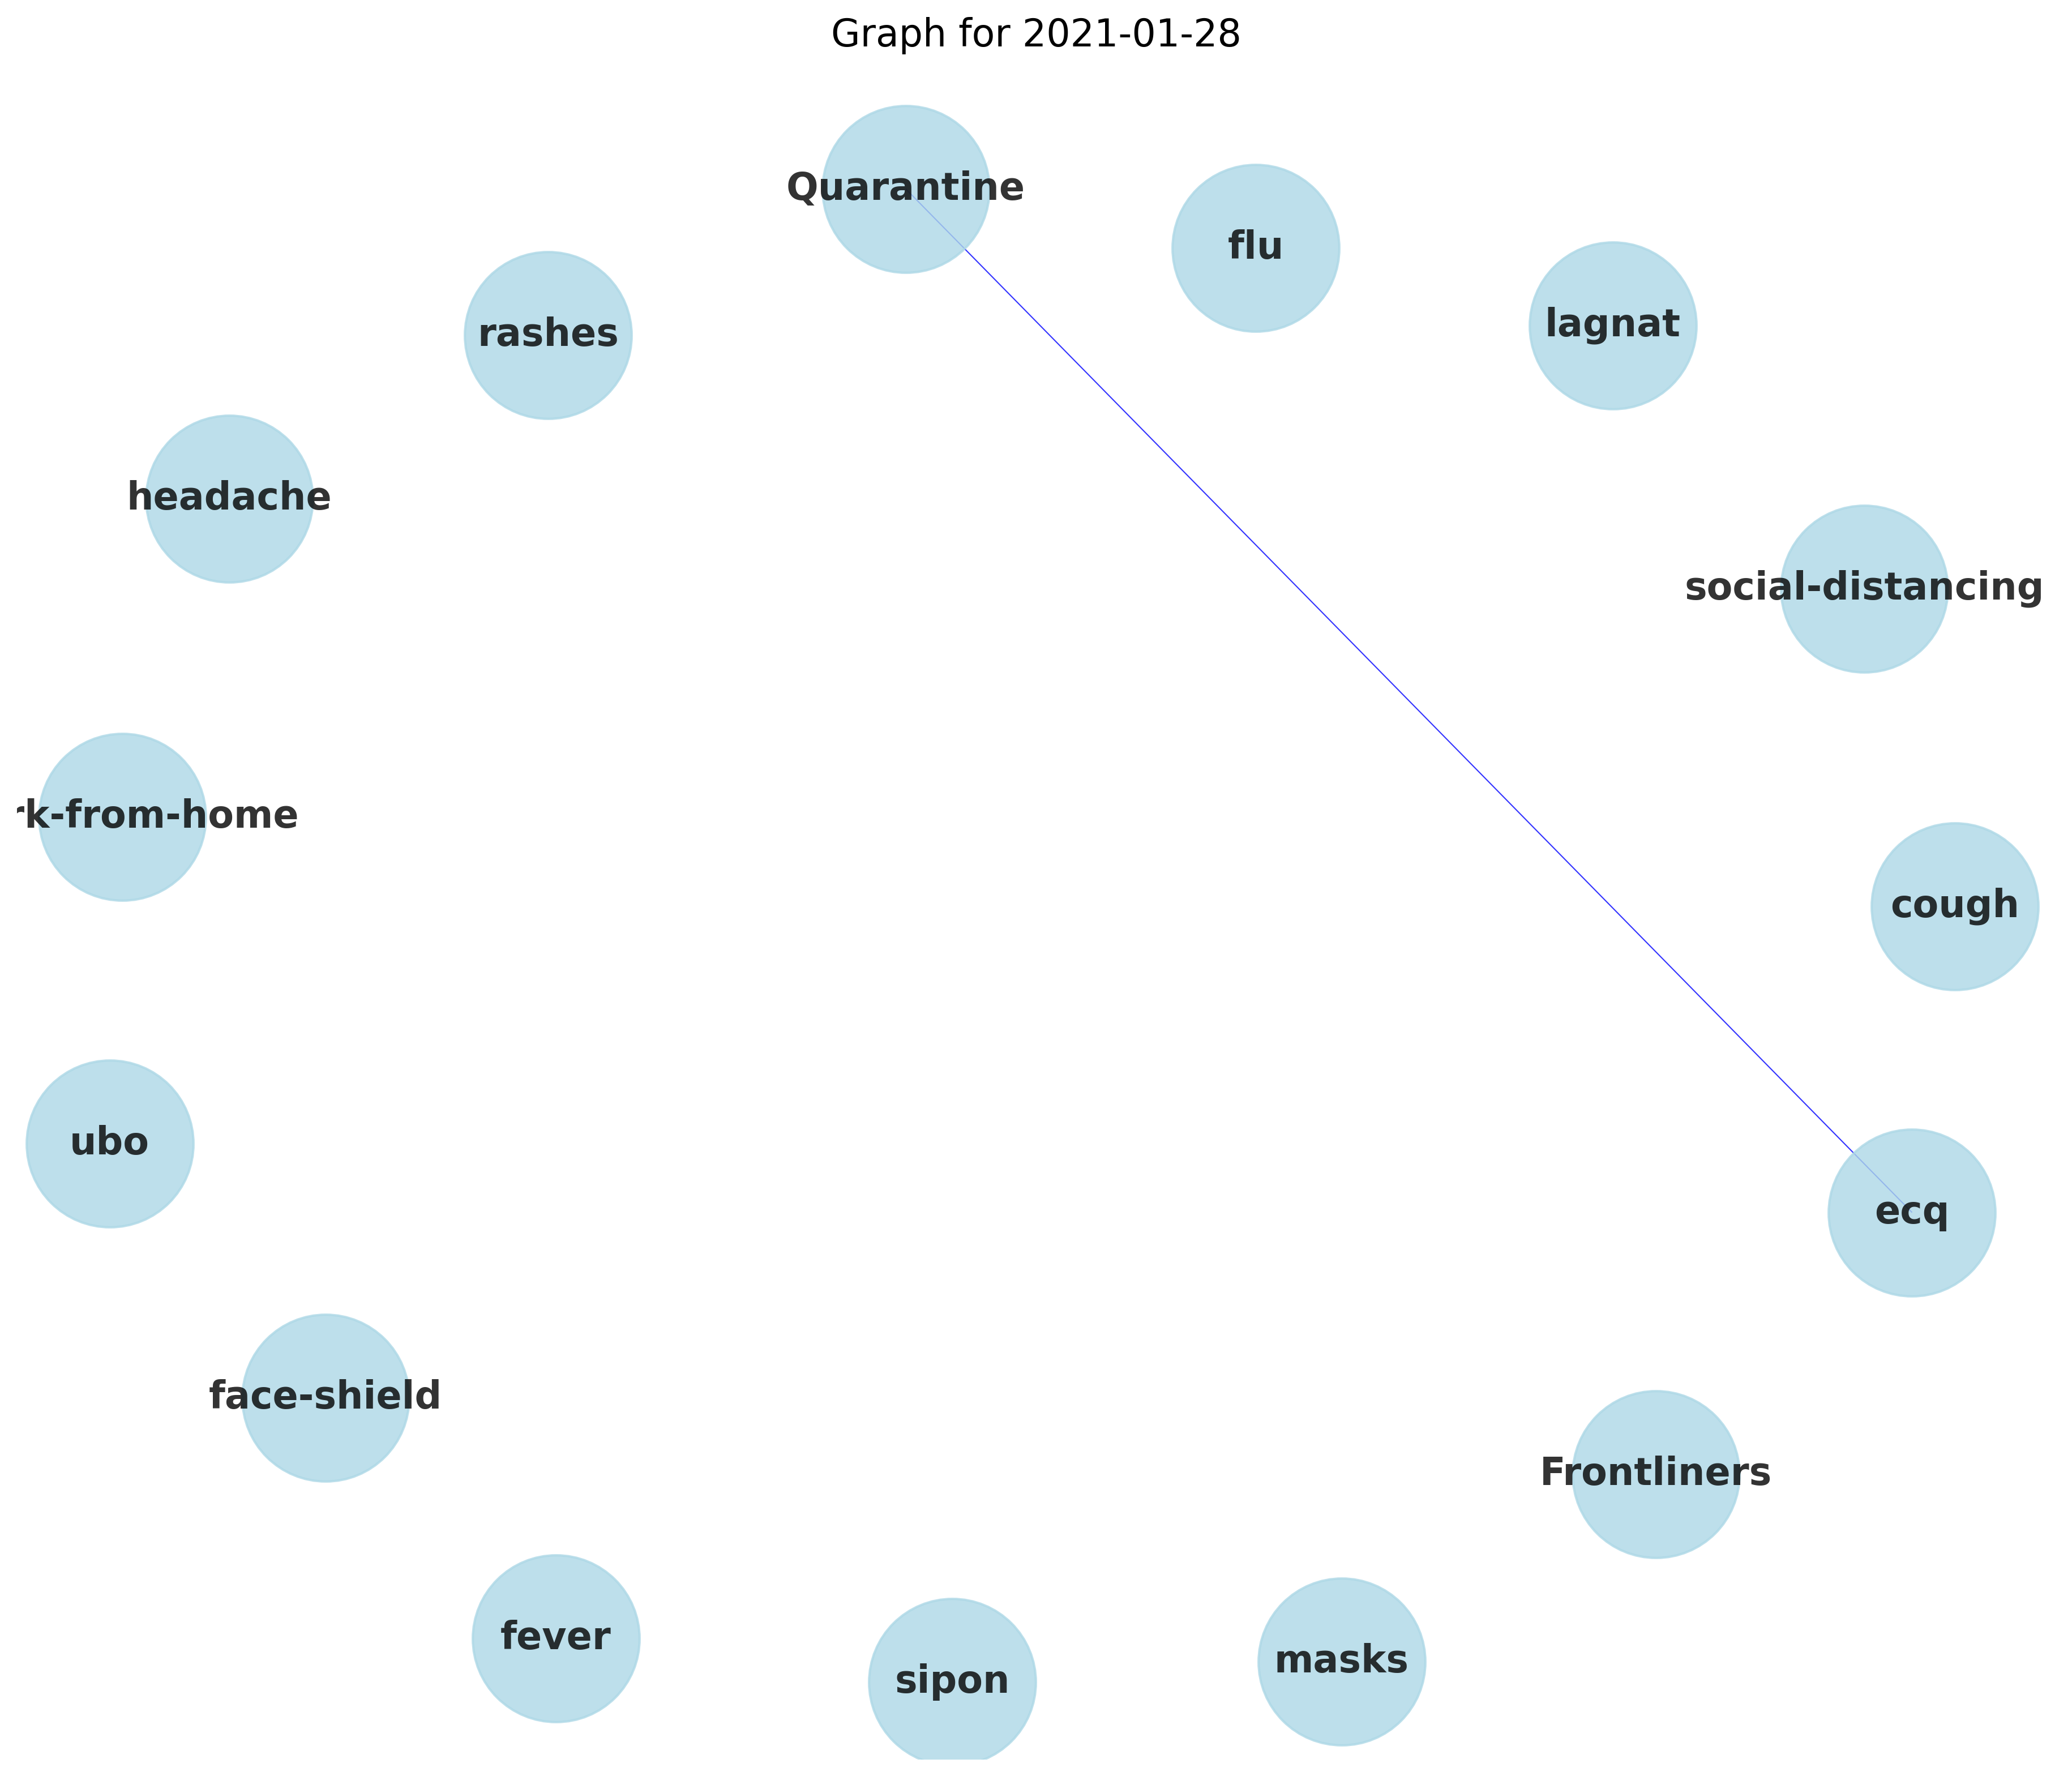 Graph for 2021-01-28
Quarantine
flu
lagnat
rashes
headache
social-distancing
rk-from-home
cough
ubo
ecq
face-shield
Frontliners
fever
masks
sipon